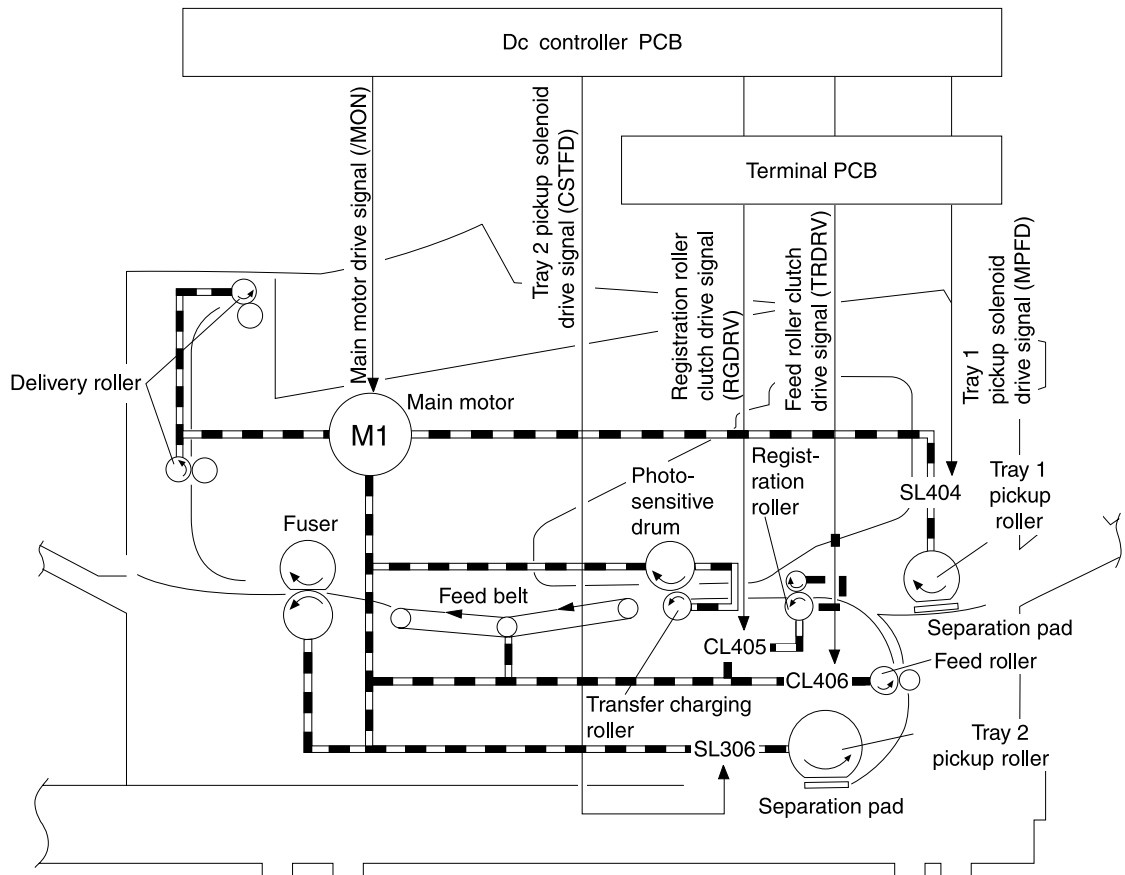 Dc controller PCB
Terminal PCB
Main motor drive signal (/MON)
Tray 2 pickup solenoid
drive signal (CSTFD)
Registration roller
clutch drive signal
(RGDRV)
Feed roller clutch
drive signal (TRDRV)
Tray 1
pickup solenoid
drive signal (MPFD)
Delivery roller
Main motor
M1
Photo-
sensitive
drum
Regist-
ration
roller
SL404
Tray 1
pickup
roller
Fuser
Feed belt
Separation pad
CL405
Feed roller
CL406
Transfer charging
roller
SL306
Tray 2
pickup roller
Separation pad